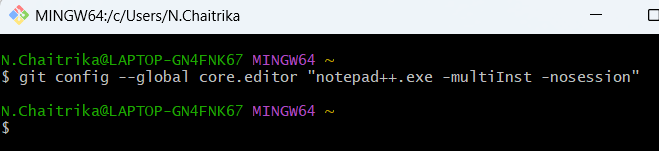 MINGW64:/c/Users/N.Chaitrika
N.Chaitrika@LAPTOP-GN4FNK67 MINGW64 ~
$ git config --global core.editor "notepad++.exe -multiInst -nosession"
N.Chaitrika@LAPTOP-GN4FNK67 MINGW64 ~
$